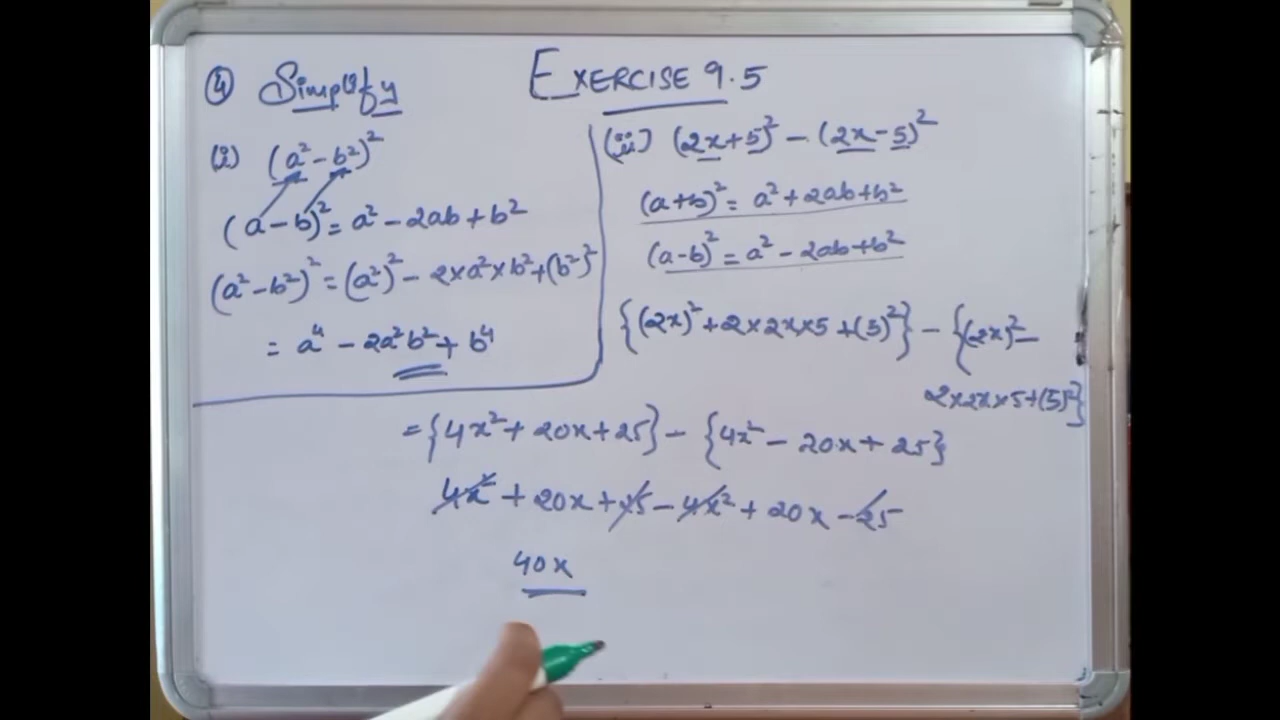 EXERCISE 9.5
④ Simplify
(i) (a² - b²)²
(a - b)² = a² - 2ab + b²
(a² - b²)² = (a²)² - 2×a²×b² + (b²)²
= a⁴ - 2a²b² + b⁴
(ii) (2x + 5)² - (2x - 5)²
(a+b)² = a² + 2ab + b²
(a-b)² = a² - 2ab + b²
{(2x)² + 2×2x×5 + (5)²} - {(2x)² -
2×2x×5 + (5)²}
= {4x² + 20x + 25} - {4x² - 20x + 25}
4x² + 20x + 25 - 4x² + 20x - 25
40x